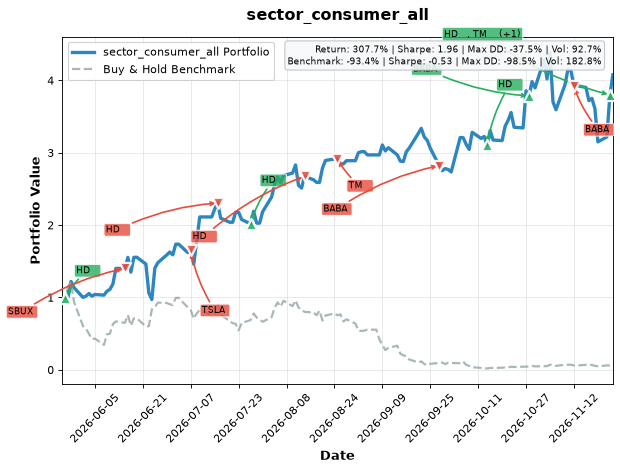 sector_consumer_all
HD , TM (+1)
sector_consumer_all Portfolio
Buy & Hold Benchmark
Return: 307.7% | Sharpe: 1.96 | Max DD: -37.5% | Vol: 92.7%
Benchmark: -93.4% | Sharpe: -0.53 | Max DD: -98.5% | Vol: 182.8%
BABA
HD
BABA
HD
TM
BABA
HD
HD
HD
SBUX
TSLA
Portfolio Value
4
3
2
1
0
2026-06-05
2026-06-21
2026-07-07
2026-07-23
2026-08-08
2026-08-24
2026-09-09
2026-09-25
2026-10-11
2026-10-27
2026-11-12
Date